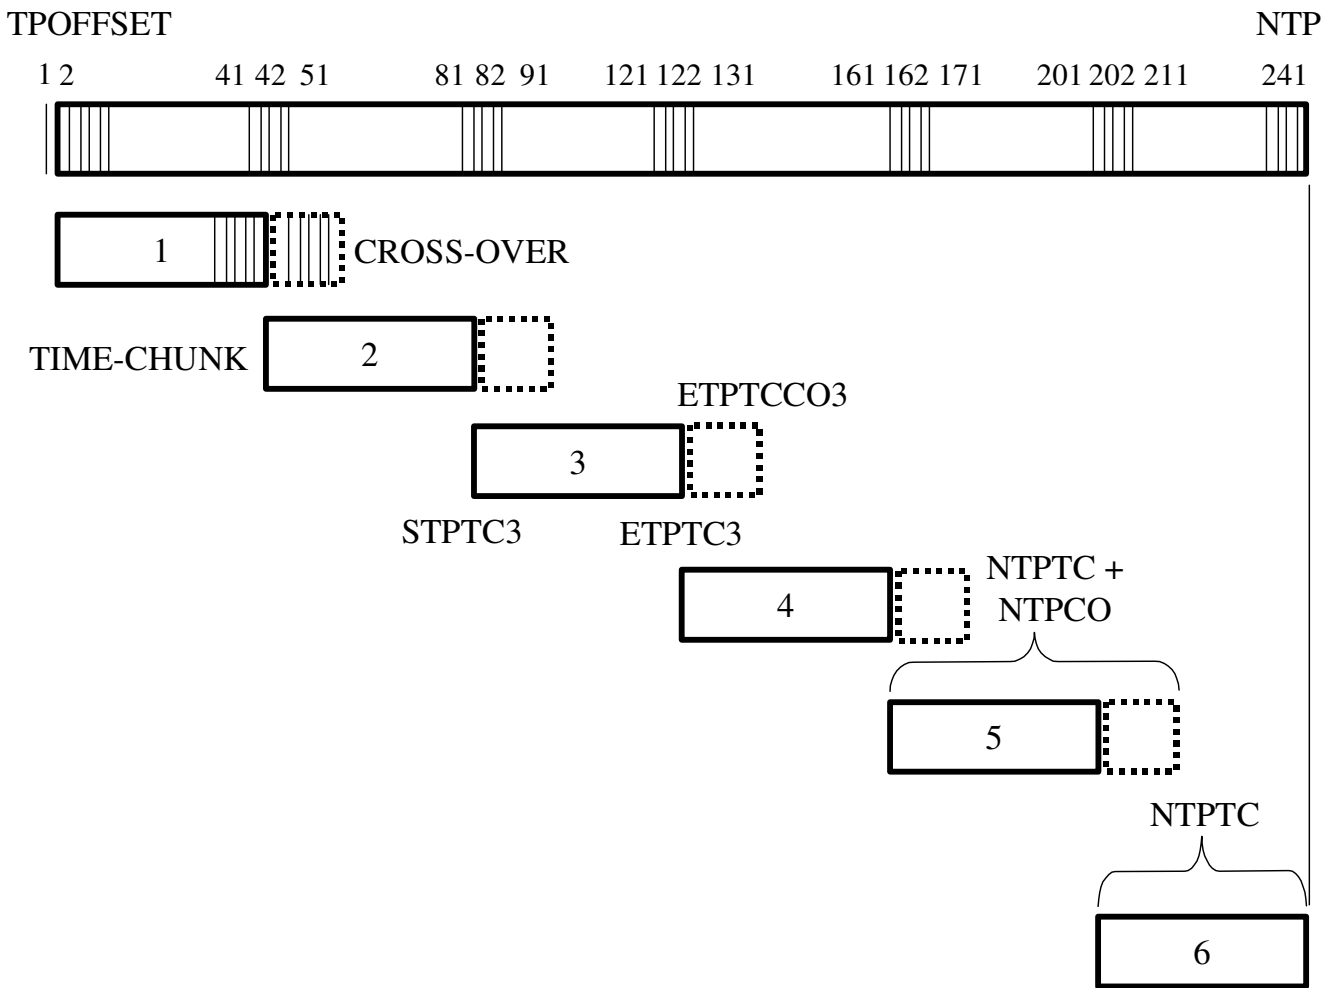 TPOFFSET NTP
1 2 41 42 51 81 82 91 121 122 131 161 162 171 201 202 211 241
1 CROSS-OVER
TIME-CHUNK 2
ETPTCCO3
3
STPTC3 ETPTC3
NTPTC +
NTPCO
4
5
NTPTC
6